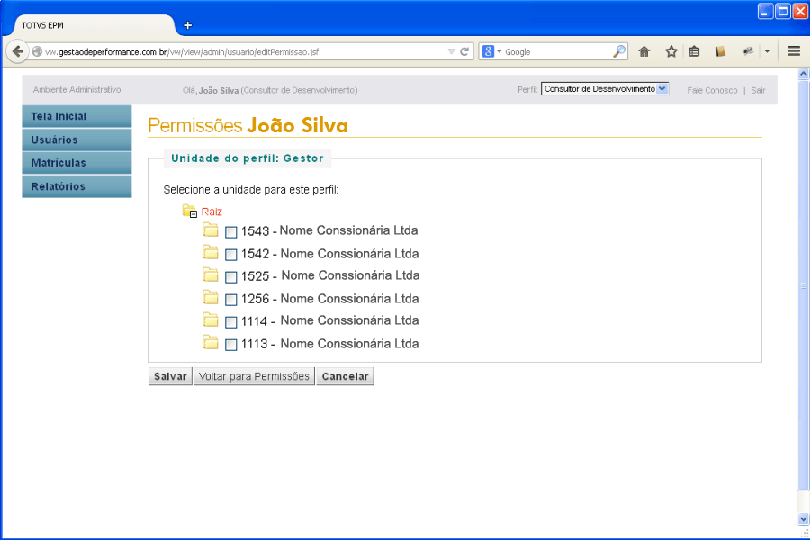 TOTVS EPM
vw.gestaodeperformance.com.br/vw/view/admin/usuario/editPermissao.jsf
Google
Ambiente Administrativo
Olá, João Silva (Consultor de Desenvolvimento)
Perfil: Consultor de Desenvolvimento
Fale Conosco | Sair
Tela Inicial
Usuários
Matrículas
Relatórios
Permissões João Silva
Unidade do perfil: Gestor
Selecione a unidade para este perfil:
Raiz
1543 - Nome Conssionária Ltda
1542 - Nome Conssionária Ltda
1525 - Nome Conssionária Ltda
1256 - Nome Conssionária Ltda
1114 - Nome Conssionária Ltda
1113 - Nome Conssionária Ltda
Salvar
Voltar para Permissões
Cancelar